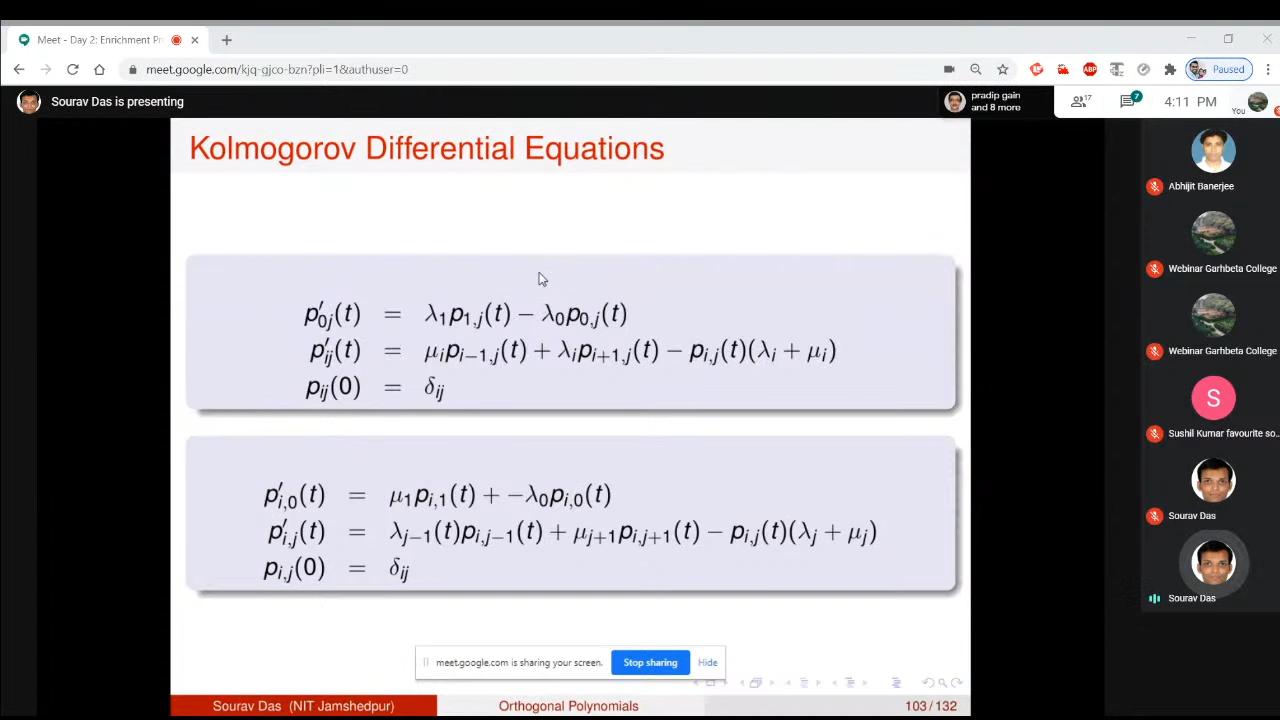 Meet - Day 2: Enrichment Pr
meet.google.com/kjq-gjco-bzn?pli=1&authuser=0
ABP
Paused
Sourav Das is presenting
pradip gain
and 8 more
17
7
4:11 PM
You
Kolmogorov Differential Equations
p′0j(t) = λ1p1,j(t) − λ0p0,j(t)
p′ij(t) = μipi−1,j(t) + λipi+1,j(t) − pi,j(t)(λi + μi)
pij(0) = δij
p′i,0(t) = μ1pi,1(t) + −λ0pi,0(t)
p′i,j(t) = λj−1(t)pi,j−1(t) + μj+1pi,j+1(t) − pi,j(t)(λj + μj)
pi,j(0) = δij
Abhijit Banerjee
Webinar Garhbeta College
Webinar Garhbeta College
S
Sushil Kumar favourite so...
Sourav Das
Sourav Das
meet.google.com is sharing your screen.
Stop sharing
Hide
Sourav Das (NIT Jamshedpur)
Orthogonal Polynomials
103 / 132